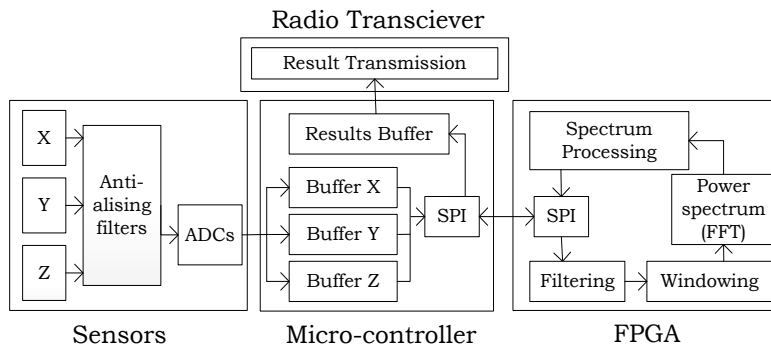 Radio Transciever
Result Transmission
X
Y
Z
Anti-
alising
filters
ADCs
Sensors
Results Buffer
Buffer X
Buffer Y
Buffer Z
SPI
Micro-controller
Spectrum
Processing
SPI
Power
spectrum
(FFT)
Filtering
Windowing
FPGA